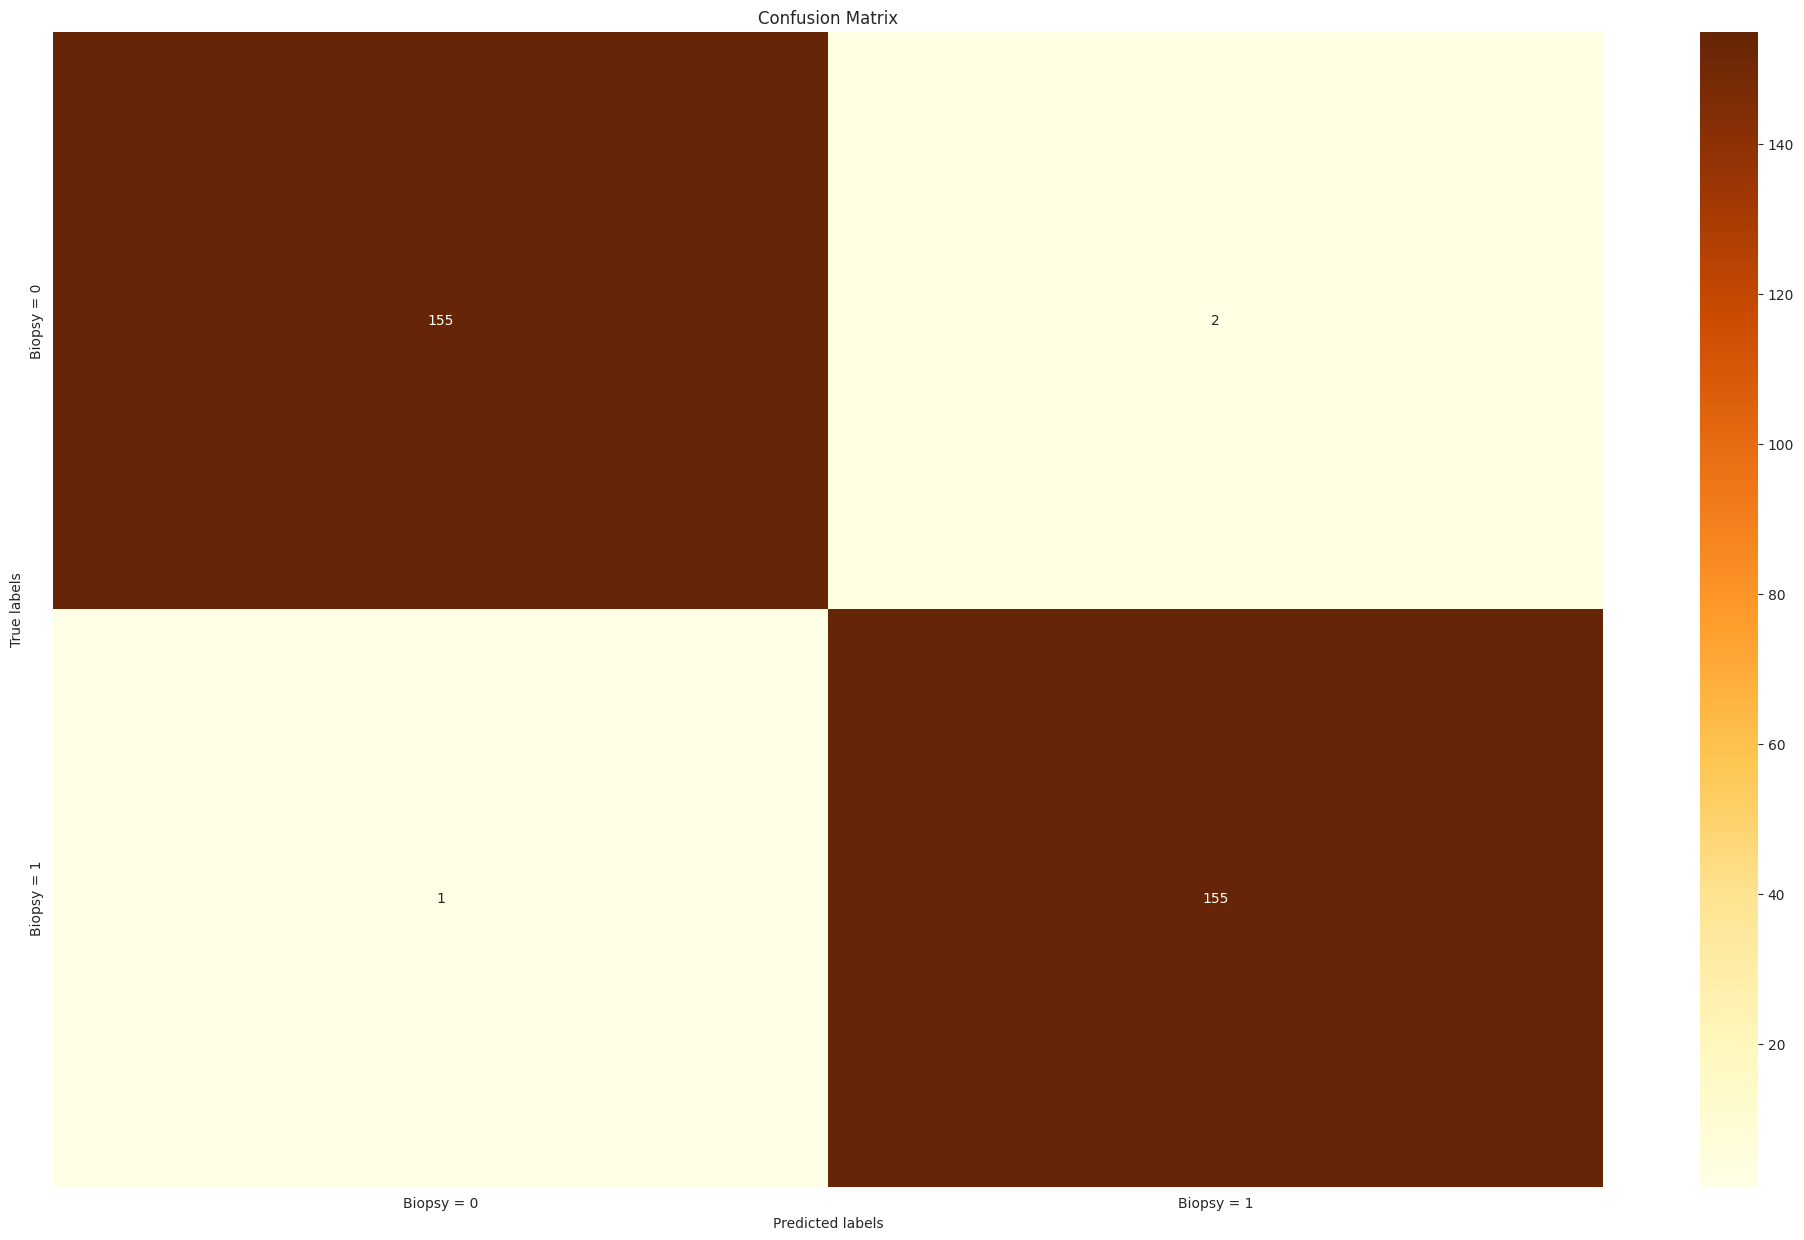 Confusion Matrix
True labels
Biopsy = 0
Biopsy = 1
155
2
1
155
Biopsy = 0
Biopsy = 1
Predicted labels
140
120
100
80
60
40
20